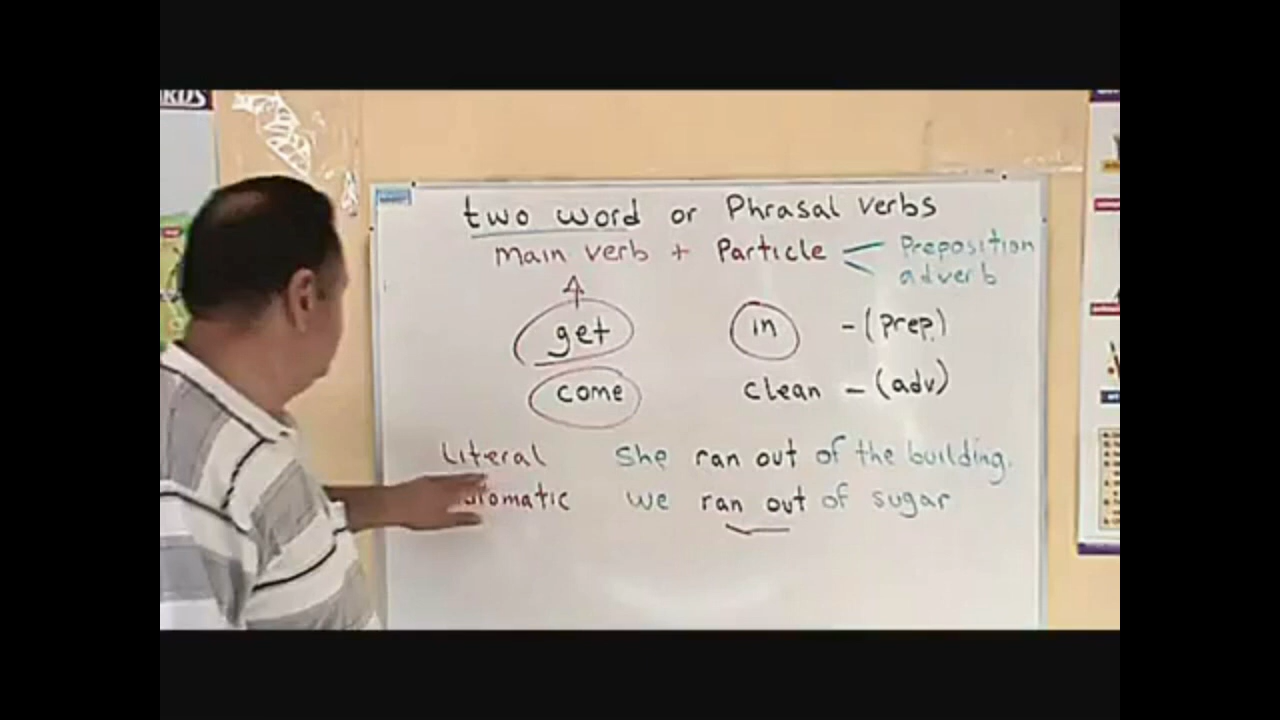 ARDS
two word or Phrasal verbs
main verb + Particle < Preposition
adverb
get in - (prep)
come clean - (adv)
Literal She ran out of the building.
we ran out of sugar